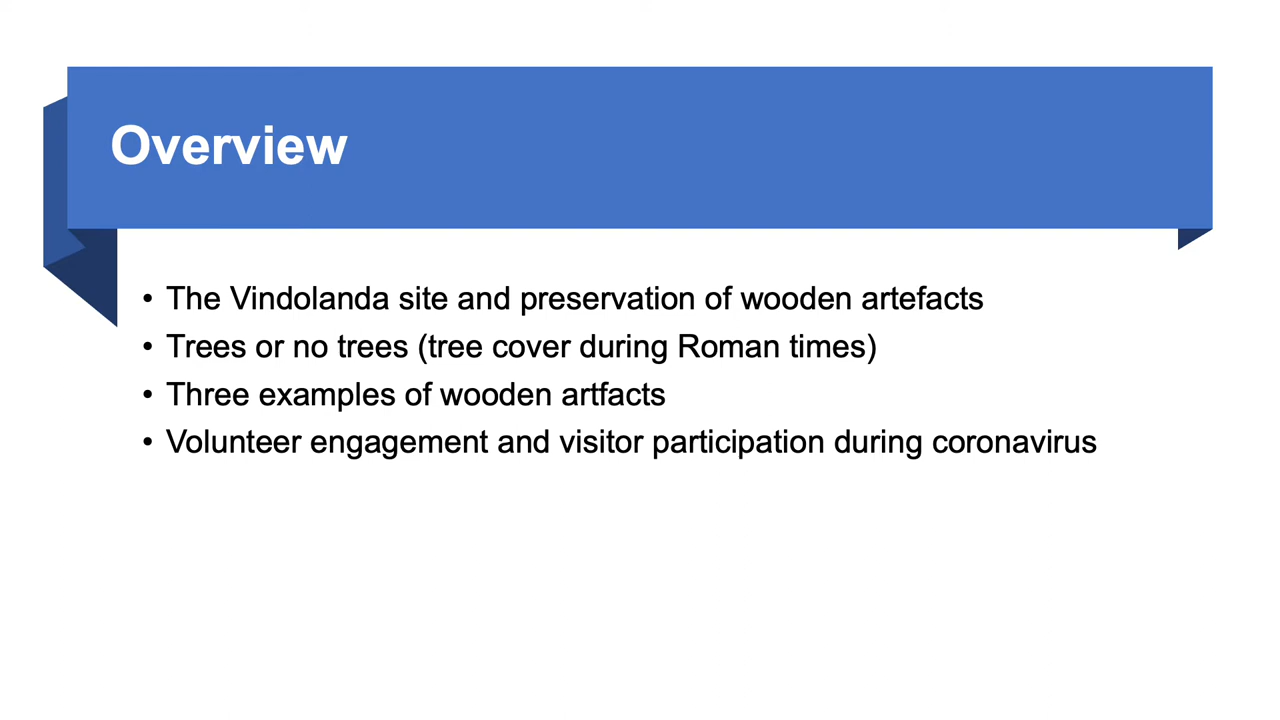 Overview
• The Vindolanda site and preservation of wooden artefacts
• Trees or no trees (tree cover during Roman times)
• Three examples of wooden artfacts
• Volunteer engagement and visitor participation during coronavirus